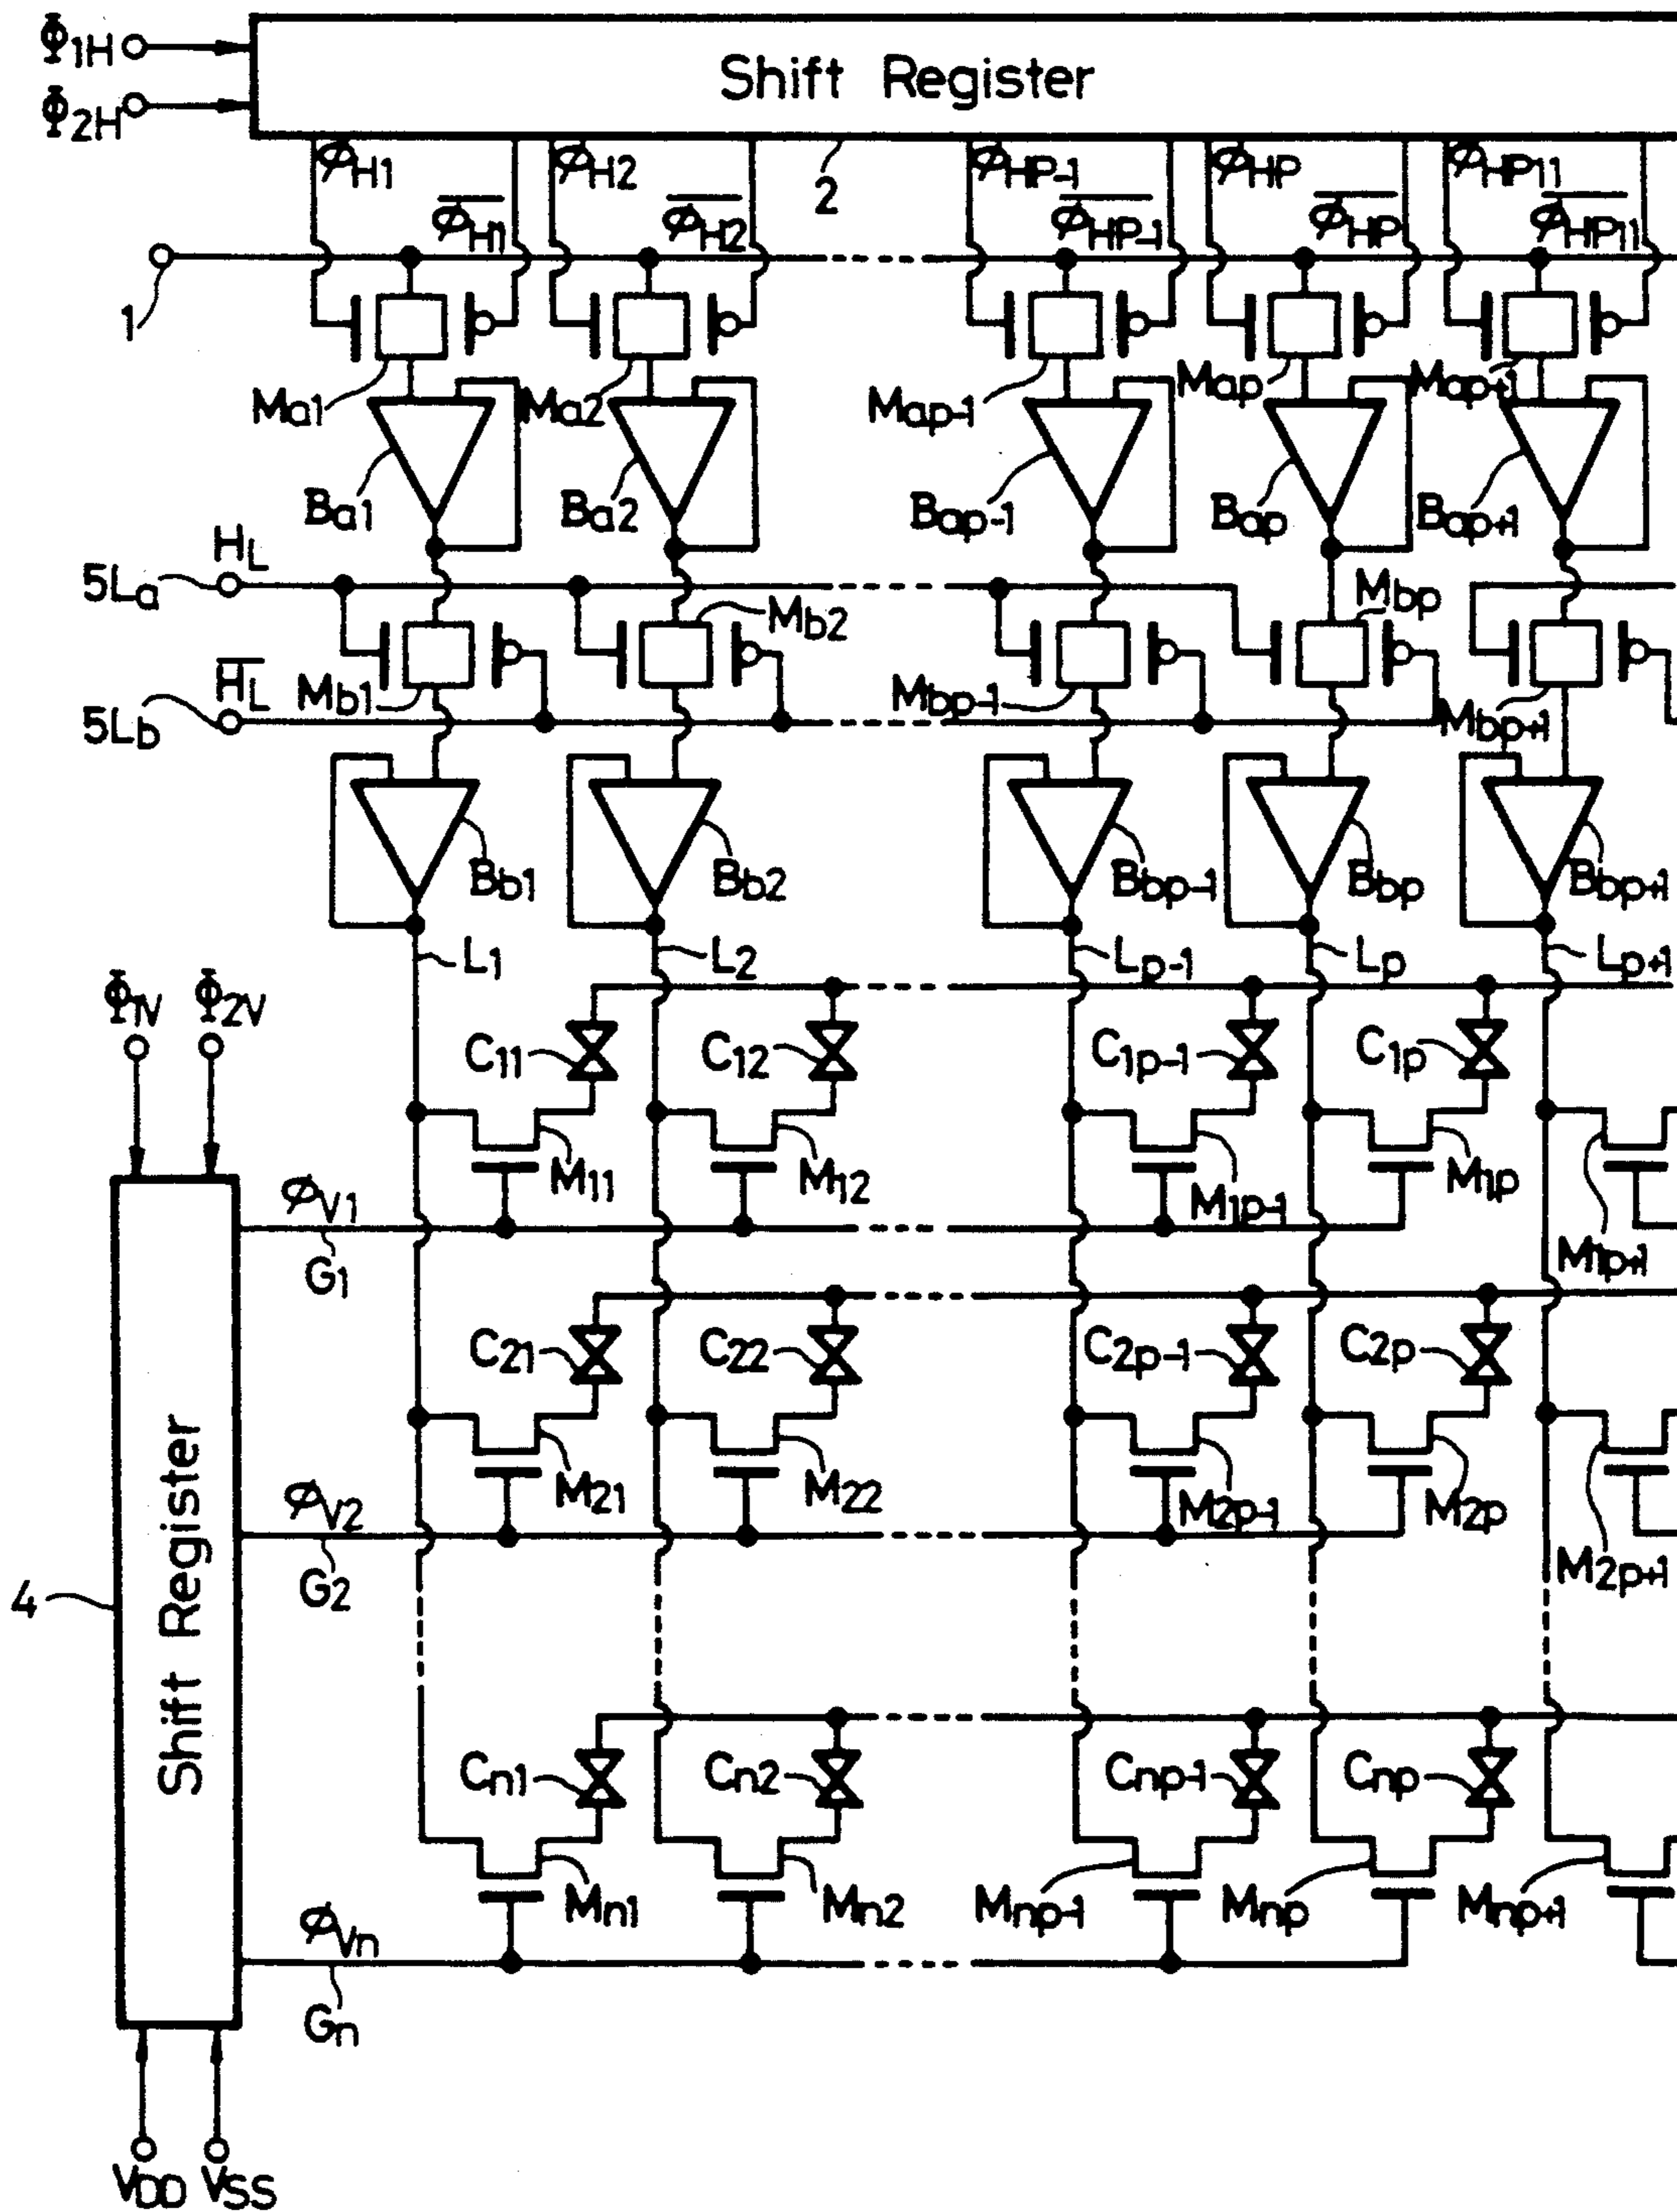 Φ1H
Shift Register
Φ2H
φH1 φH2 2 φHP-1 φHP φHP11
φH1 φH2 φHP-1 φHP φHP11
1
Ma1 Ma2 Map-1 Map Map+1
Ba1 Ba2 Bap-1 Bap Bap+1
HL
5La
Mb2 Mbp
HL
Mb1 Mbp-1 Mbp+1
5Lb
Bb1 Bb2 Bbp-1 Bbp Bbp+1
L1 L2 Lp-1 Lp Lp+1
Φ1V Φ2V
C11 C12 C1p-1 C1p
M11 M12 M1p-1 M1p M1p+1
φV1
G1
C21 C22 C2p-1 C2p
M21 M22 M2p-1 M2p M2p+1
φV2
G2
4
Shift Register
Cn1 Cn2 Cnp-1 Cnp
Mn1 Mn2 Mnp-1 Mnp Mnp+1
φVn
Gn
VDD VSS